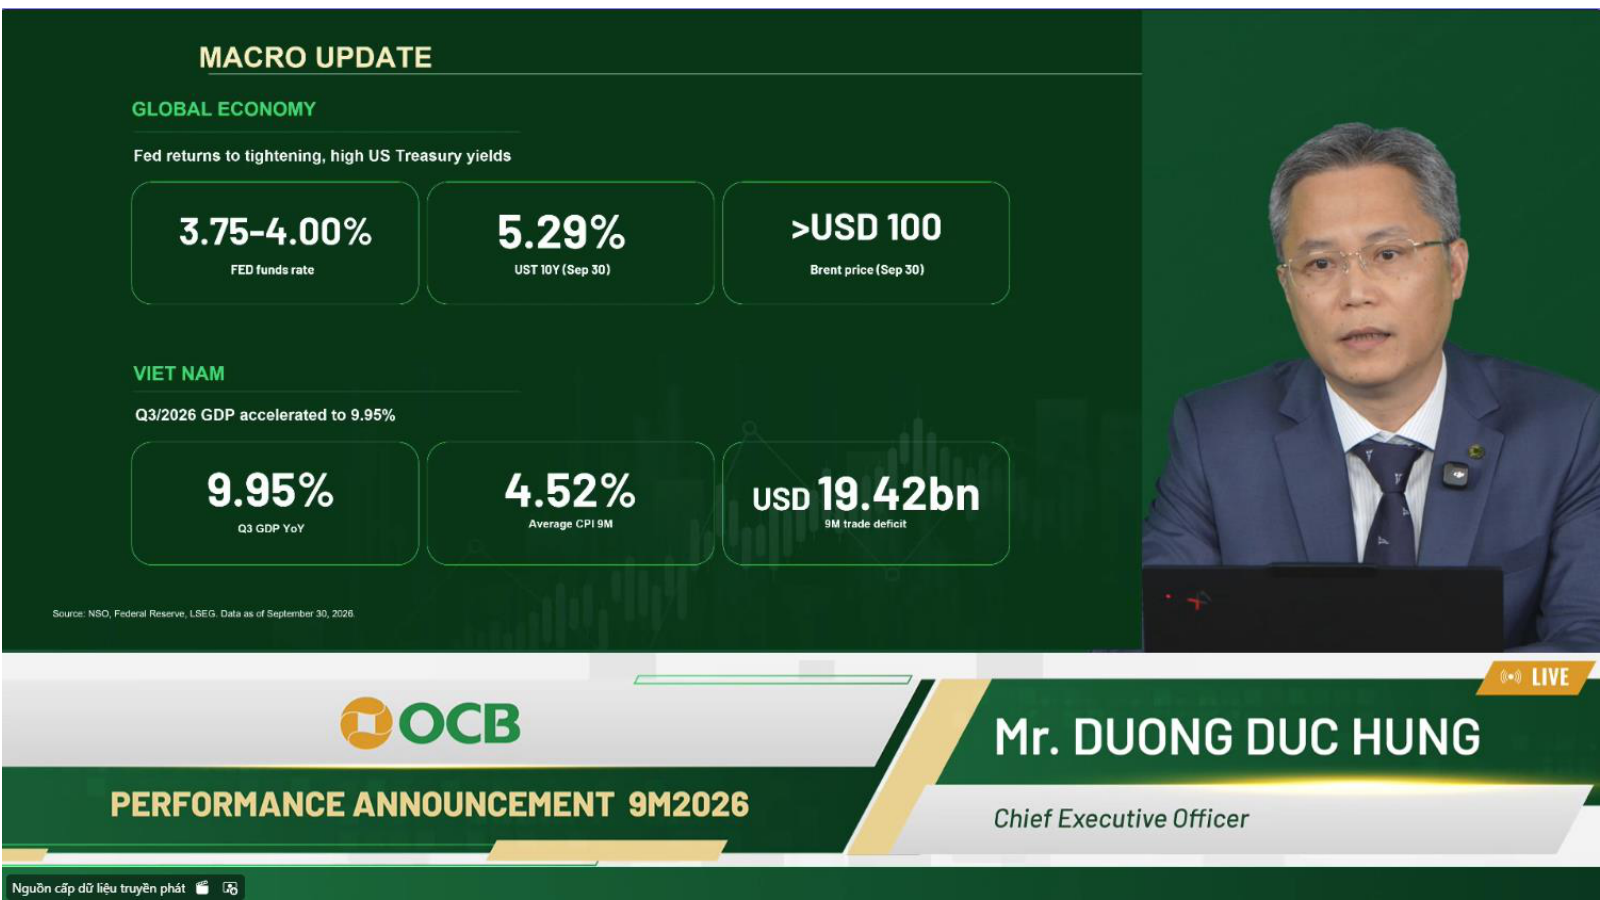 MACRO UPDATE
GLOBAL ECONOMY
Fed returns to tightening, high US Treasury yields
3.75-4.00%
FED funds rate
5.29%
UST 10Y (Sep 30)
>USD 100
Brent price (Sep 30)
VIET NAM
Q3/2026 GDP accelerated to 9.95%
9.95%
Q3 GDP YoY
4.52%
Average CPI 9M
USD 19.42bn
9M trade deficit
Source: NSO, Federal Reserve, LSEG. Data as of September 30, 2026.
LIVE
OCB
PERFORMANCE ANNOUNCEMENT 9M2026
Mr. DUONG DUC HUNG
Chief Executive Officer
Nguồn cấp dữ liệu truyền phát